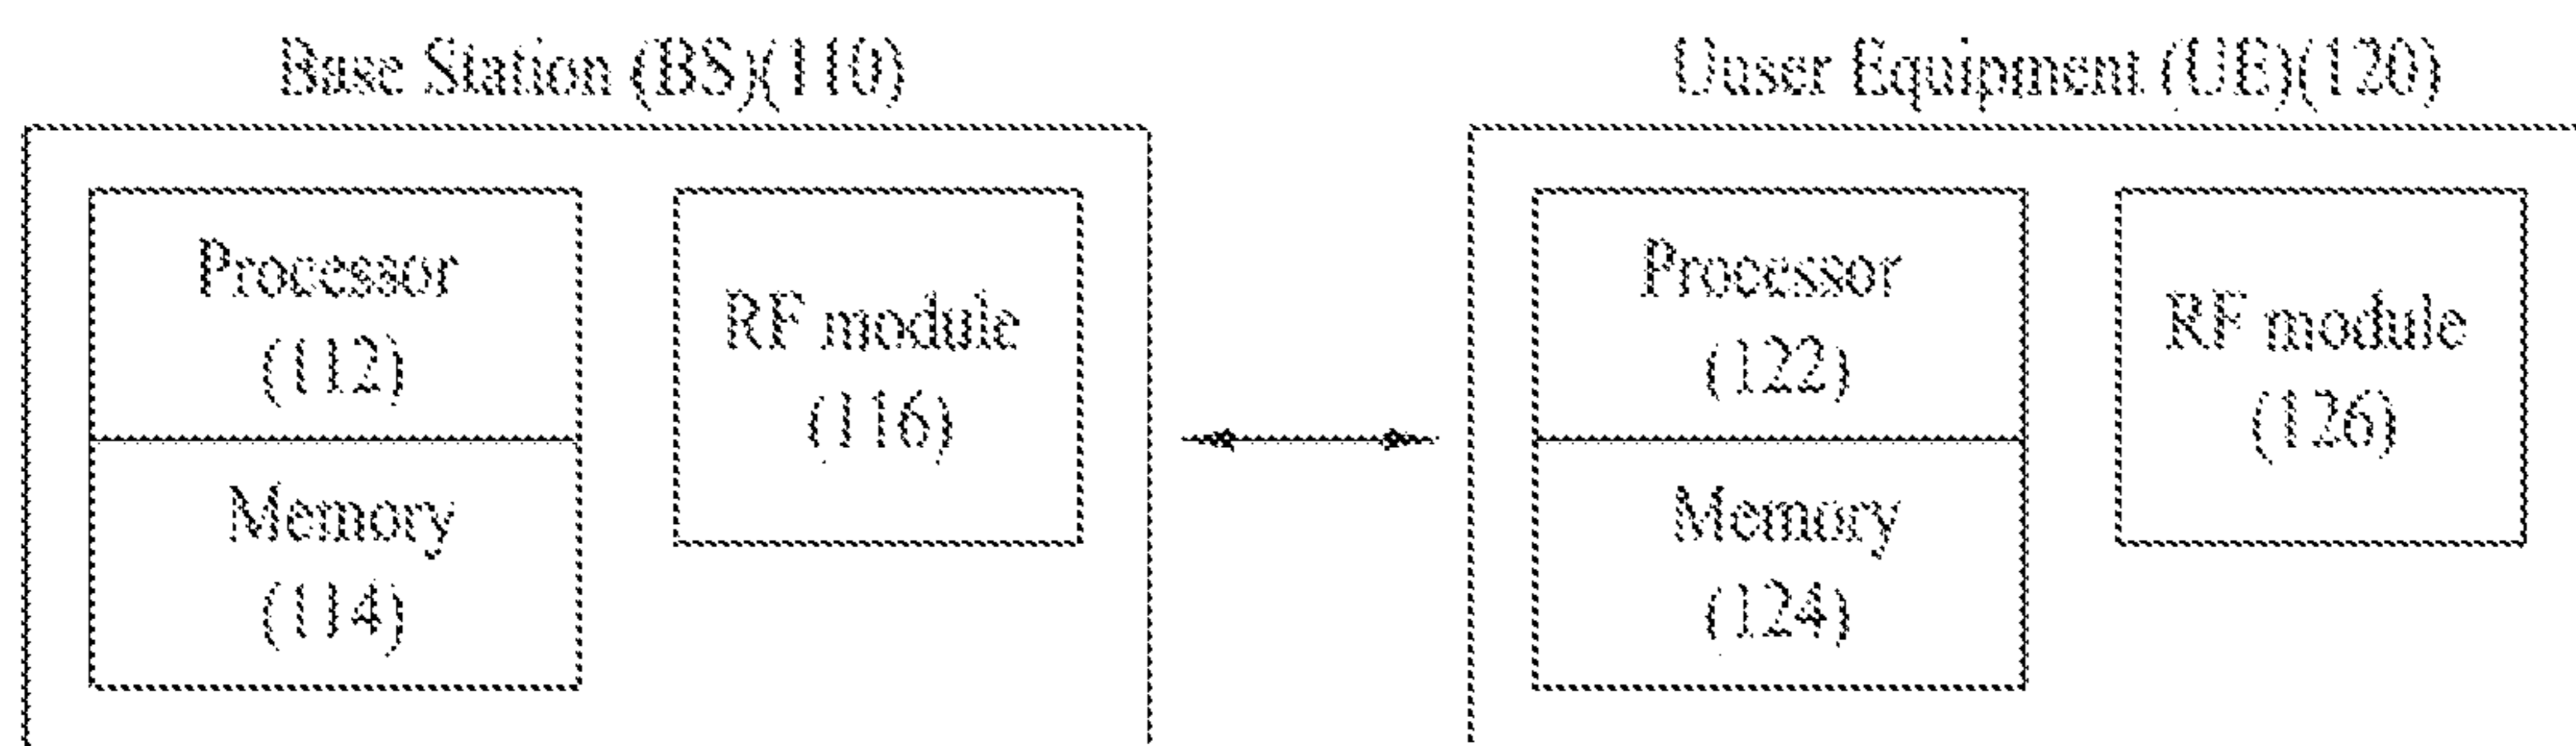 Base Station (BS)(110)
Processor
(112)
Memory
(114)
RF module
(116)
Unser Equipment (UE)(120)
Processor
(122)
Memory
(124)
RF module
(126)